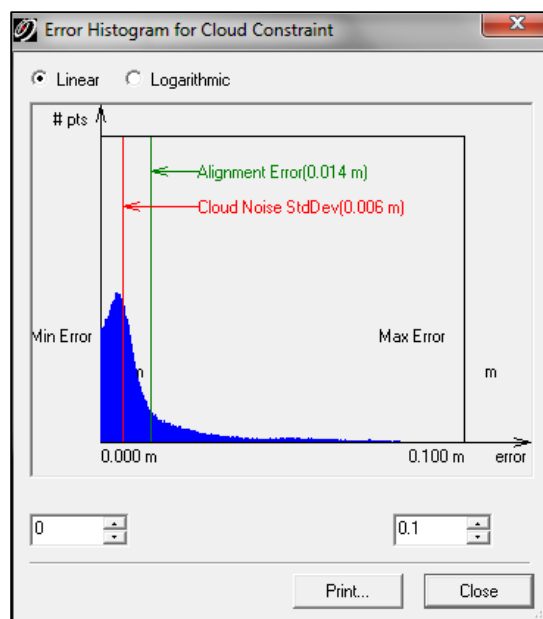 Error Histogram for Cloud Constraint
Linear Logarithmic
# pts
Alignment Error(0.014 m)
Cloud Noise StdDev(0.006 m)
Min Error Max Error
m m
0.000 m 0.100 m error
0 0.1
Print... Close